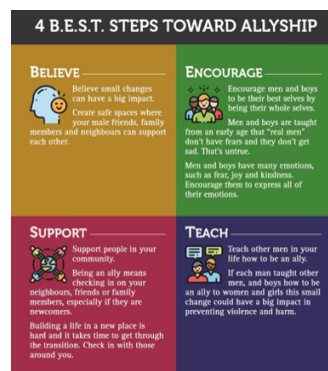 4 B.E.S.T. STEPS TOWARD ALLYSHIP
BELIEVE
Believe small changes
can have a big impact.
Create safe spaces where
your male friends, family
members and neighbours can support
each other.
ENCOURAGE
Encourage men and boys
to be their best selves by
being their whole selves.
Men and boys are taught
from an early age that “real men”
don’t have fears and they don’t get
sad. That’s untrue.
Men and boys have many emotions,
such as fear, joy and kindness.
Encourage them to express all of
their emotions.
SUPPORT
Support people in your
community.
Being an ally means
checking in on your
neighbours, friends or family
members, especially if they are
newcomers.
Building a life in a new place is
hard and it takes time to get through
the transition. Check in with those
around you.
TEACH
Teach other men in your
life how to be an ally.
If each man taught other
men, and boys how to be
an ally to women and girls this small
change could have a big impact in
preventing violence and harm.